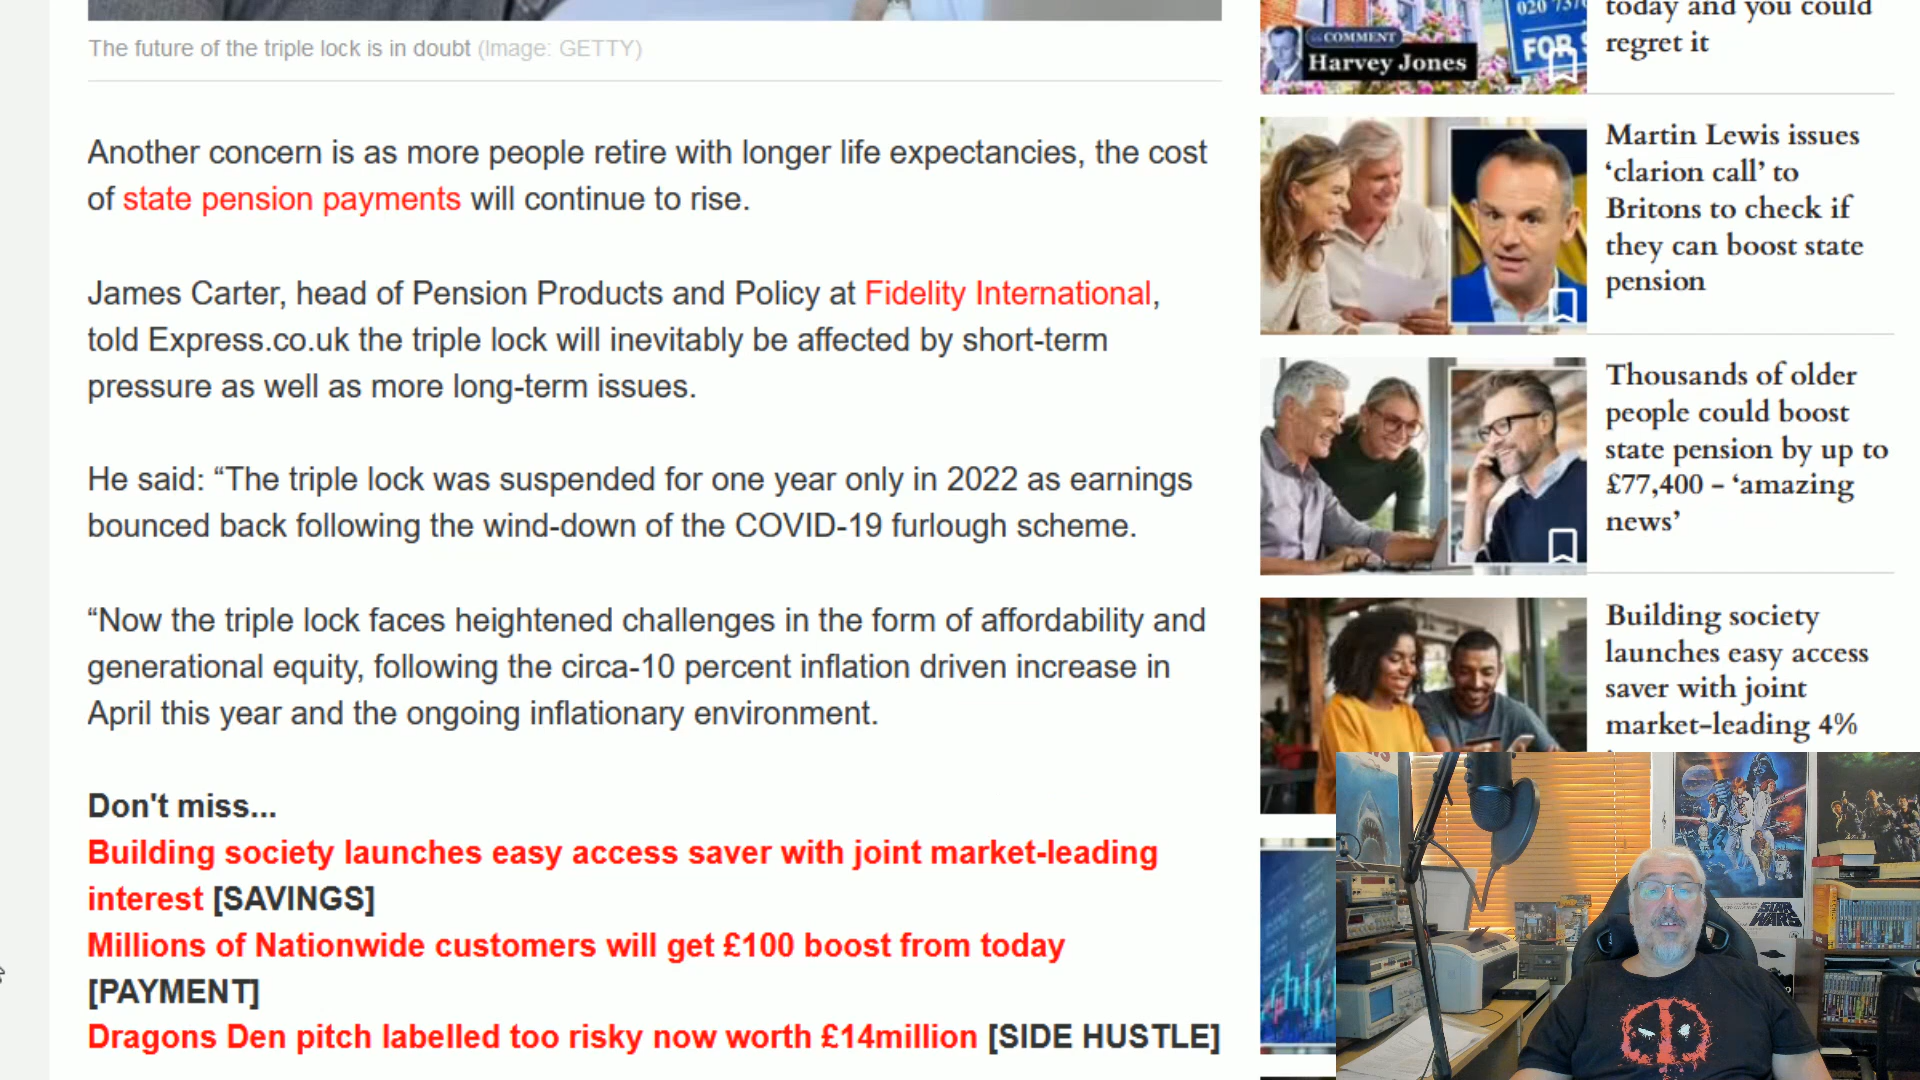 The future of the triple lock is in doubt (Image: GETTY)
Another concern is as more people retire with longer life expectancies, the cost
of state pension payments will continue to rise.
James Carter, head of Pension Products and Policy at Fidelity International,
told Express.co.uk the triple lock will inevitably be affected by short-term
pressure as well as more long-term issues.
He said: “The triple lock was suspended for one year only in 2022 as earnings
bounced back following the wind-down of the COVID-19 furlough scheme.
“Now the triple lock faces heightened challenges in the form of affordability and
generational equity, following the circa-10 percent inflation driven increase in
April this year and the ongoing inflationary environment.
Don't miss...
Building society launches easy access saver with joint market-leading
interest [SAVINGS]
Millions of Nationwide customers will get £100 boost from today
[PAYMENT]
Dragons Den pitch labelled too risky now worth £14million [SIDE HUSTLE]
020
FOR
COMMENT
Harvey Jones
today and you could
regret it
Martin Lewis issues
‘clarion call’ to
Britons to check if
they can boost state
pension
Thousands of older
people could boost
state pension by up to
£77,400 – ‘amazing
news’
Building society
launches easy access
saver with joint
market-leading 4%
STAR
WARS